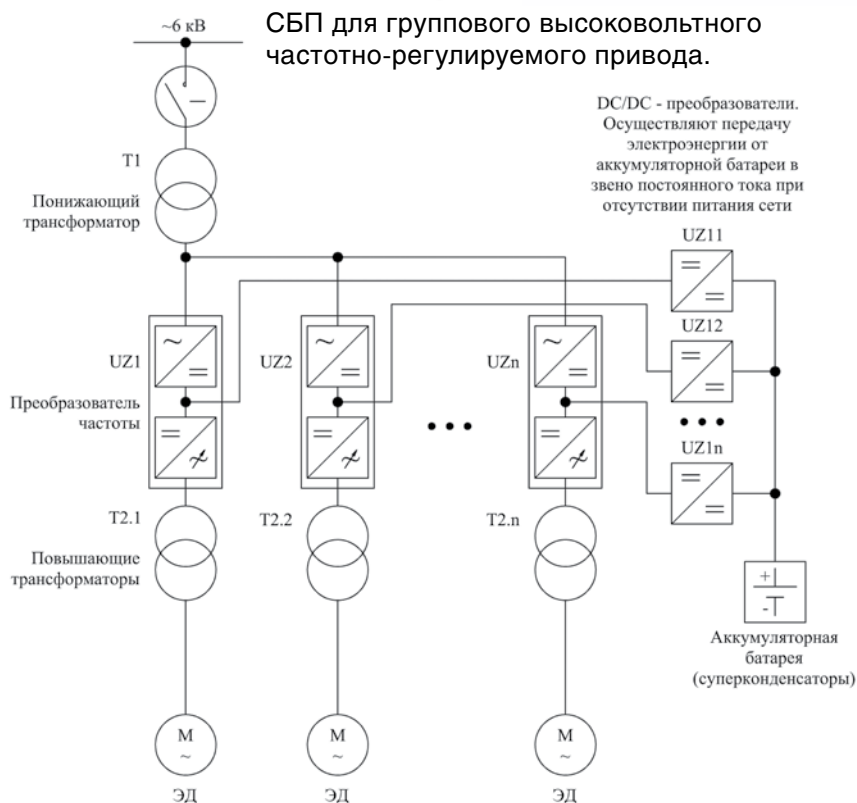 ~6 кВ
СБП для группового высоковольтного
частотно-регулируемого привода.
DC/DC - преобразователи.
Осуществляют передачу
электроэнергии от
аккумуляторной батареи в
звено постоянного тока при
отсутствии питания сети
T1
Понижающий
трансформатор
UZ11
UZ12
UZ1
UZ2
UZn
Преобразователь
частоты
UZ1n
T2.1
T2.2
T2.n
Повышающие
трансформаторы
+
-
Аккумуляторная
батарея
(суперконденсаторы)
M
~
M
~
M
~
ЭД
ЭД
ЭД